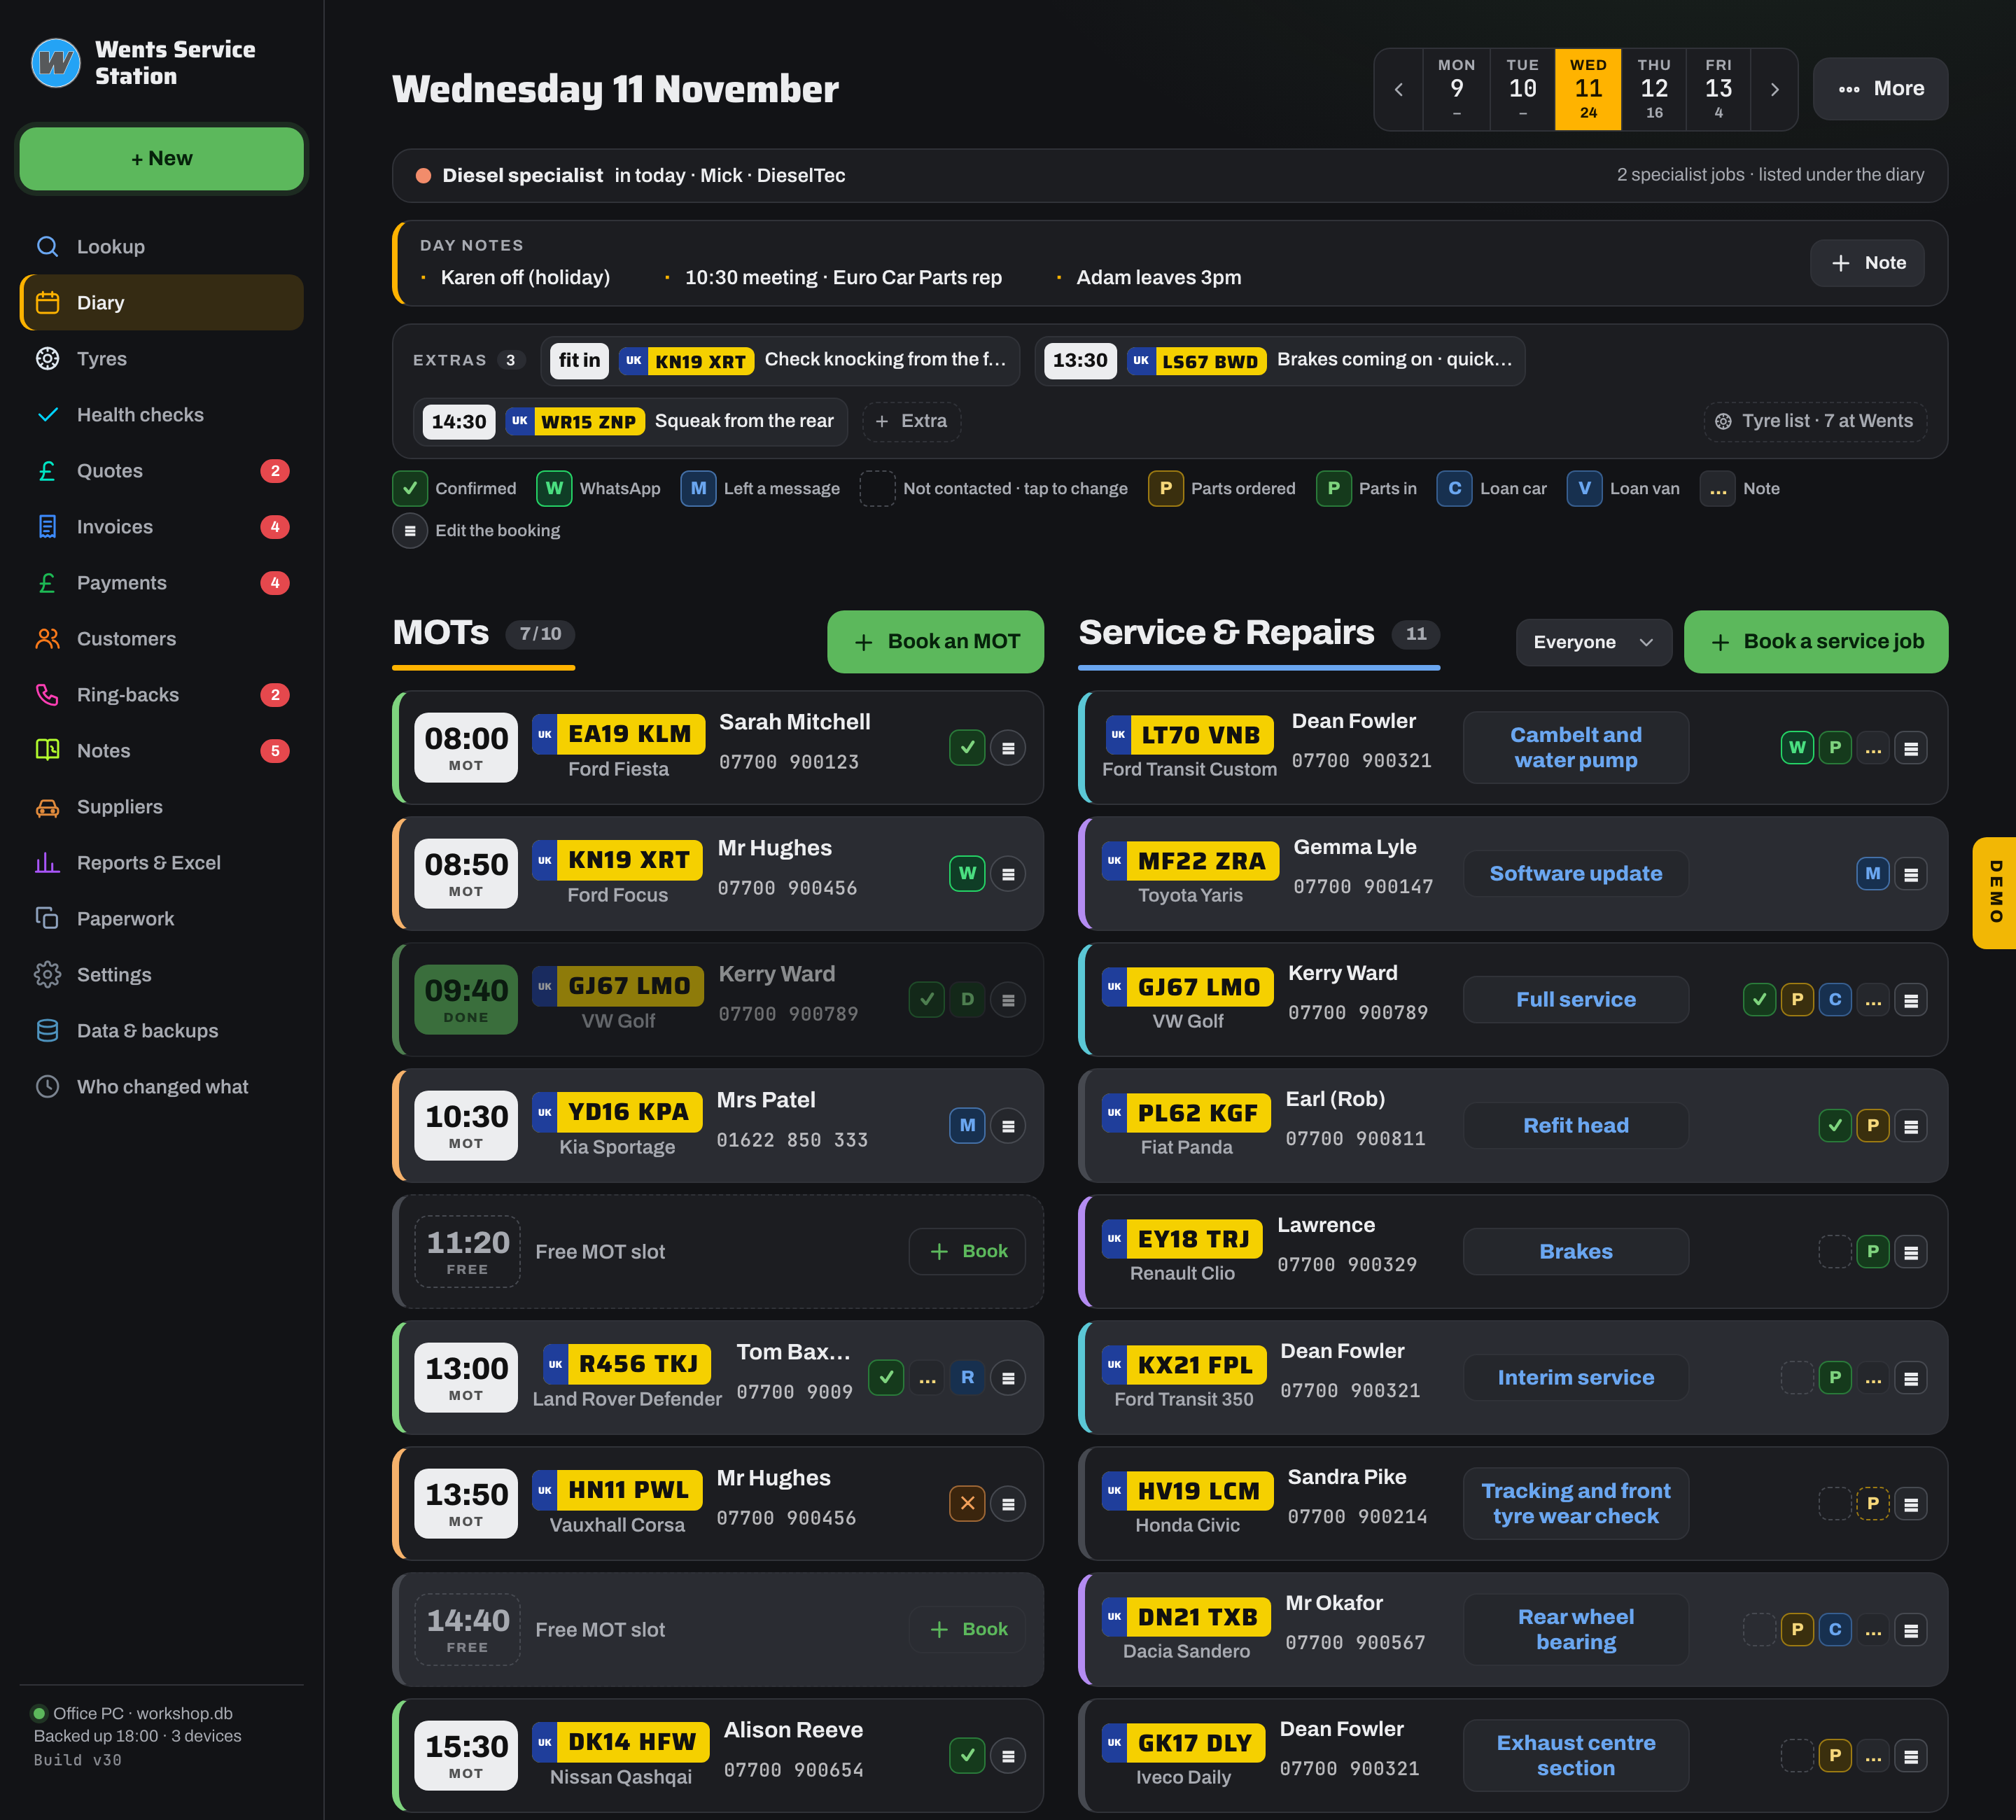 W
Wents Service
Station
+ New
Lookup
Diary
Tyres
Health checks
£ Quotes 2
Invoices 4
£ Payments 4
Customers
Ring-backs 2
Notes 5
Suppliers
Reports & Excel
Paperwork
Settings
Data & backups
Who changed what
Office PC · workshop.db
Backed up 18:00 · 3 devices
Build v30
Wednesday 11 November
MON TUE WED THU FRI
9 10 11 12 13
– – 24 16 4
More
Diesel specialist in today · Mick · DieselTec
2 specialist jobs · listed under the diary
DAY NOTES
· Karen off (holiday) · 10:30 meeting · Euro Car Parts rep · Adam leaves 3pm
+ Note
EXTRAS 3 fit in UK KN19 XRT Check knocking from the f... 13:30 UK LS67 BWD Brakes coming on · quick...
14:30 UK WR15 ZNP Squeak from the rear + Extra Tyre list · 7 at Wents
Confirmed W WhatsApp M Left a message Not contacted · tap to change P Parts ordered P Parts in C Loan car V Loan van ... Note
Edit the booking
MOTs 7/10 + Book an MOT
08:00 UK EA19 KLM Sarah Mitchell
MOT Ford Fiesta 07700 900123
08:50 UK KN19 XRT Mr Hughes W
MOT Ford Focus 07700 900456
09:40 UK GJ67 LMO Kerry Ward D
DONE VW Golf 07700 900789
10:30 UK YD16 KPA Mrs Patel M
MOT Kia Sportage 01622 850 333
11:20 Free MOT slot + Book
FREE
13:00 UK R456 TKJ Tom Bax... ... R
MOT Land Rover Defender 07700 9009
13:50 UK HN11 PWL Mr Hughes
MOT Vauxhall Corsa 07700 900456
14:40 Free MOT slot + Book
FREE
15:30 UK DK14 HFW Alison Reeve
MOT Nissan Qashqai 07700 900654
Service & Repairs 11 Everyone + Book a service job
UK LT70 VNB Dean Fowler
Ford Transit Custom 07700 900321
Cambelt and
water pump
W P ...
UK MF22 ZRA Gemma Lyle
Toyota Yaris 07700 900147
Software update
M
UK GJ67 LMO Kerry Ward
VW Golf 07700 900789
Full service
P C ...
UK PL62 KGF Earl (Rob)
Fiat Panda 07700 900811
Refit head
P
UK EY18 TRJ Lawrence
Renault Clio 07700 900329
Brakes
P
UK KX21 FPL Dean Fowler
Ford Transit 350 07700 900321
Interim service
P ...
UK HV19 LCM Sandra Pike
Honda Civic 07700 900214
Tracking and front
tyre wear check
P
UK DN21 TXB Mr Okafor
Dacia Sandero 07700 900567
Rear wheel
bearing
P C ...
UK GK17 DLY Dean Fowler
Iveco Daily 07700 900321
Exhaust centre
section
P ...
DEMO